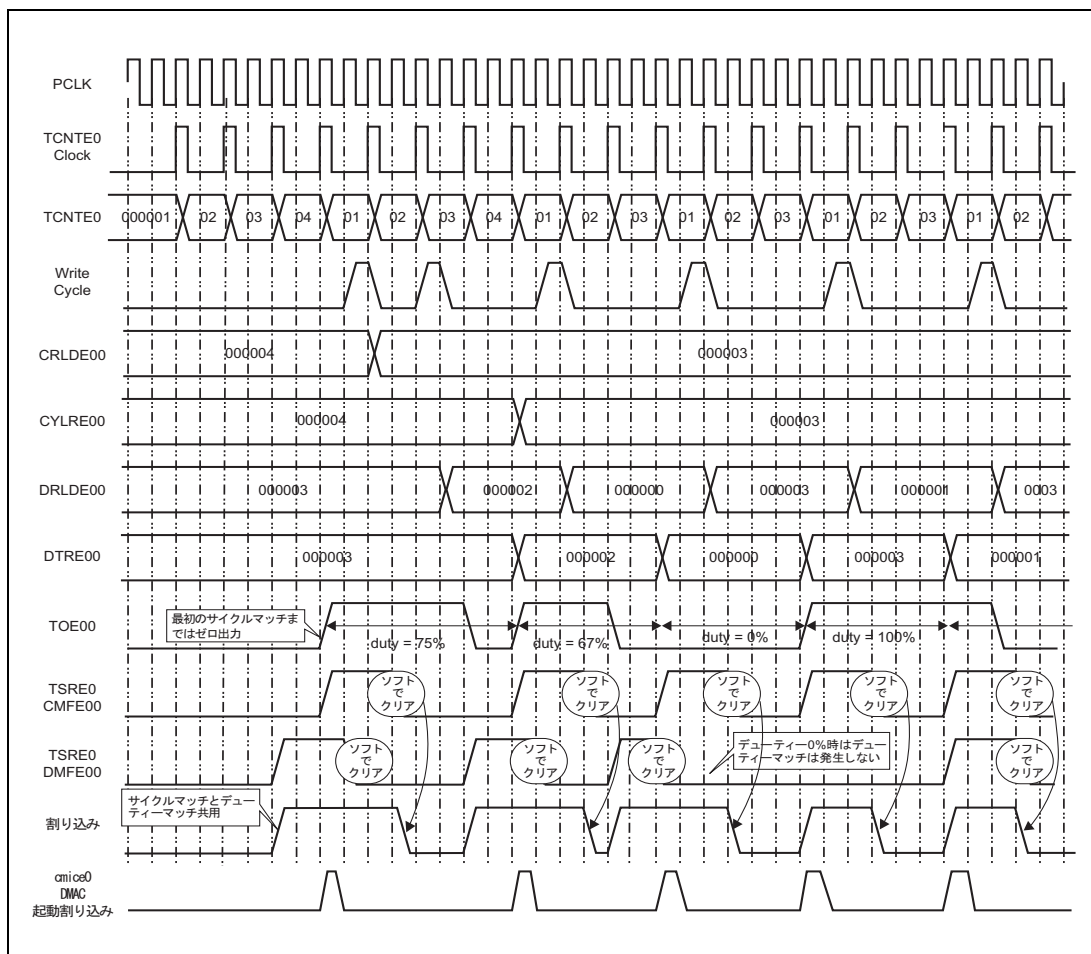 PCLK
TCNTE0
Clock
TCNTE0
000001 02 03 04 01 02 03 04 01 02 03 01 02 03 01 02 03 01 02
Write
Cycle
CRLDE00
000004 000003
CYLRE00
000004 000003
DRLDE00
000003 000002 000000 000003 000001 0003
DTRE00
000003 000002 000000 000003 000001
TOE00
最初のサイクルマッチま
ではゼロ出力
duty = 75% duty = 67% duty = 0% duty = 100%
TSRE0
CMFE00
ソフト
で
クリア
ソフト
で
クリア
ソフト
で
クリア
ソフト
で
クリア
ソフト
で
クリア
TSRE0
DMFE00
ソフト
で
クリア
ソフト
で
クリア
ソフト
で
クリア
デューティー0%時はデュー
ティーマッチは発生しない
ソフト
で
クリア
サイクルマッチとデュー
ティーマッチ共用
割り込み
cmice0
DMAC
起動割り込み